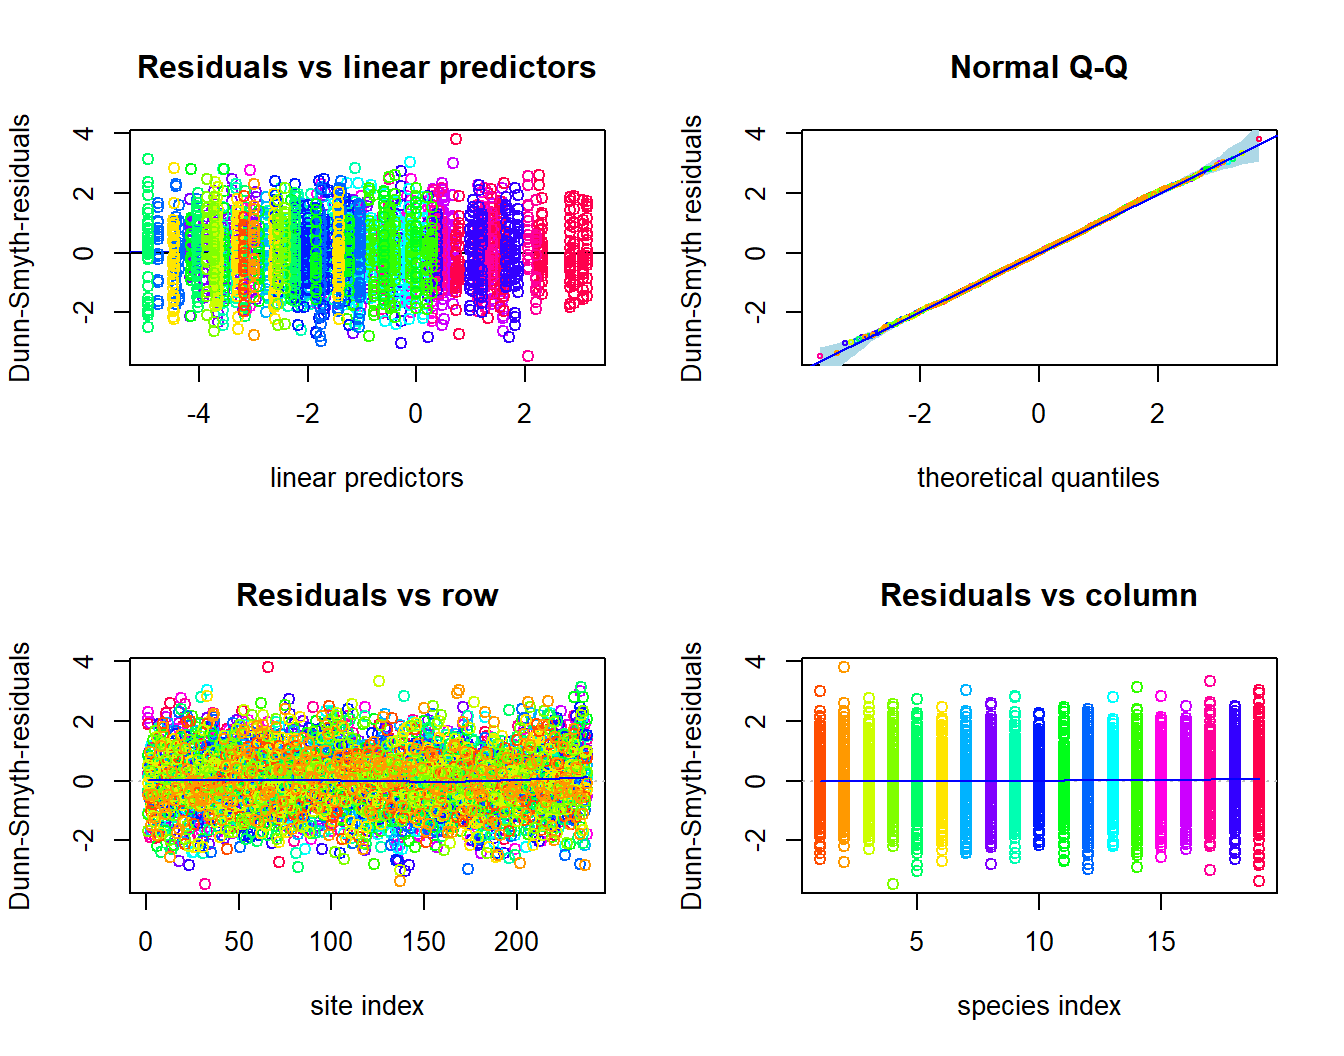 Residuals vs linear predictors
Dunn-Smyth-residuals
4
2
0
-2
-4 -2 0 2
linear predictors
Normal Q-Q
Dunn-Smyth residuals
4
2
0
-2
-2 0 2
theoretical quantiles
Residuals vs row
Dunn-Smyth-residuals
4
2
0
-2
0 50 100 150 200
site index
Residuals vs column
Dunn-Smyth-residuals
4
2
0
-2
5 10 15
species index